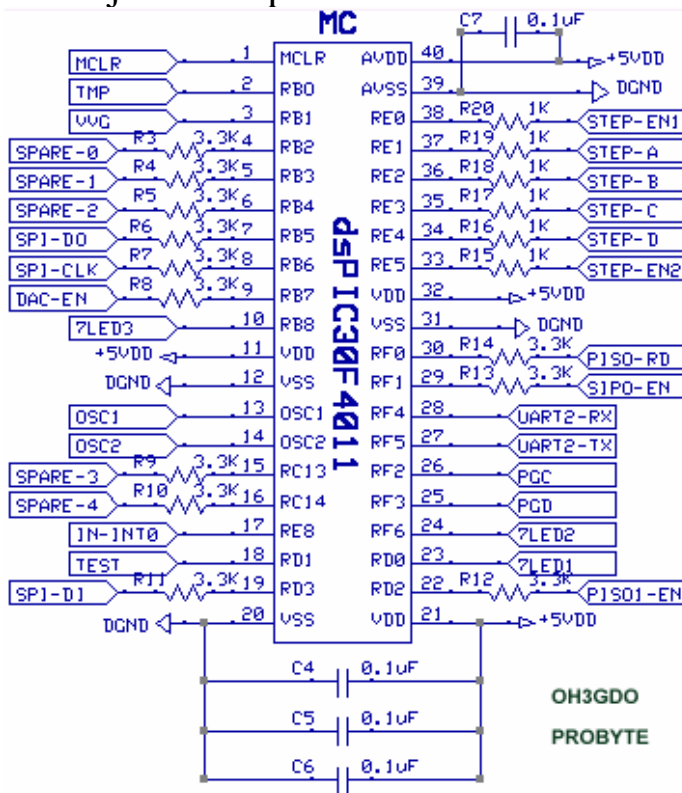 MC
C7 0.1uF
MCLR 1 MCLR AVDD 40 +5VDD
TMP 2 RB0 AVSS 39 DGND
VVG 3 RB1 RE0 38 R20 1K STEP-EN1
SPARE-0 R3 3.3K 4 RB2 RE1 37 R19 1K STEP-A
SPARE-1 R4 3.3K 5 RB3 RE2 36 R18 1K STEP-B
SPARE-2 R5 3.3K 6 RB4 RE3 35 R17 1K STEP-C
SPI-DO R6 3.3K 7 RB5 RE4 34 R16 1K STEP-D
SPI-CLK R7 3.3K 8 RB6 RE5 33 R15 1K STEP-EN2
DAC-EN R8 3.3K 9 RB7 VDD 32 +5VDD
7LED3 10 RB8 VSS 31 DGND
+5VDD 11 VDD RF0 30 R14 3.3K PISO-RD
DGND 12 VSS RF1 29 R13 3.3K SIPO-EN
OSC1 13 OSC1 RF4 28 UART2-RX
OSC2 14 OSC2 RF5 27 UART2-TX
SPARE-3 R9 3.3K 15 RC13 RF2 26 PGC
SPARE-4 R10 3.3K 16 RC14 RF3 25 PGD
IN-INT0 17 RE8 RF6 24 7LED2
TEST 18 RD1 RD0 23 7LED1
SPI-DI R11 3.3K 19 RD3 RD2 22 R12 3.3K PISO1-EN
DGND 20 VSS VDD 21 +5VDD
dsPIC30F4011
C4 0.1uF
C5 0.1uF
C6 0.1uF
OH3GDO
PROBYTE